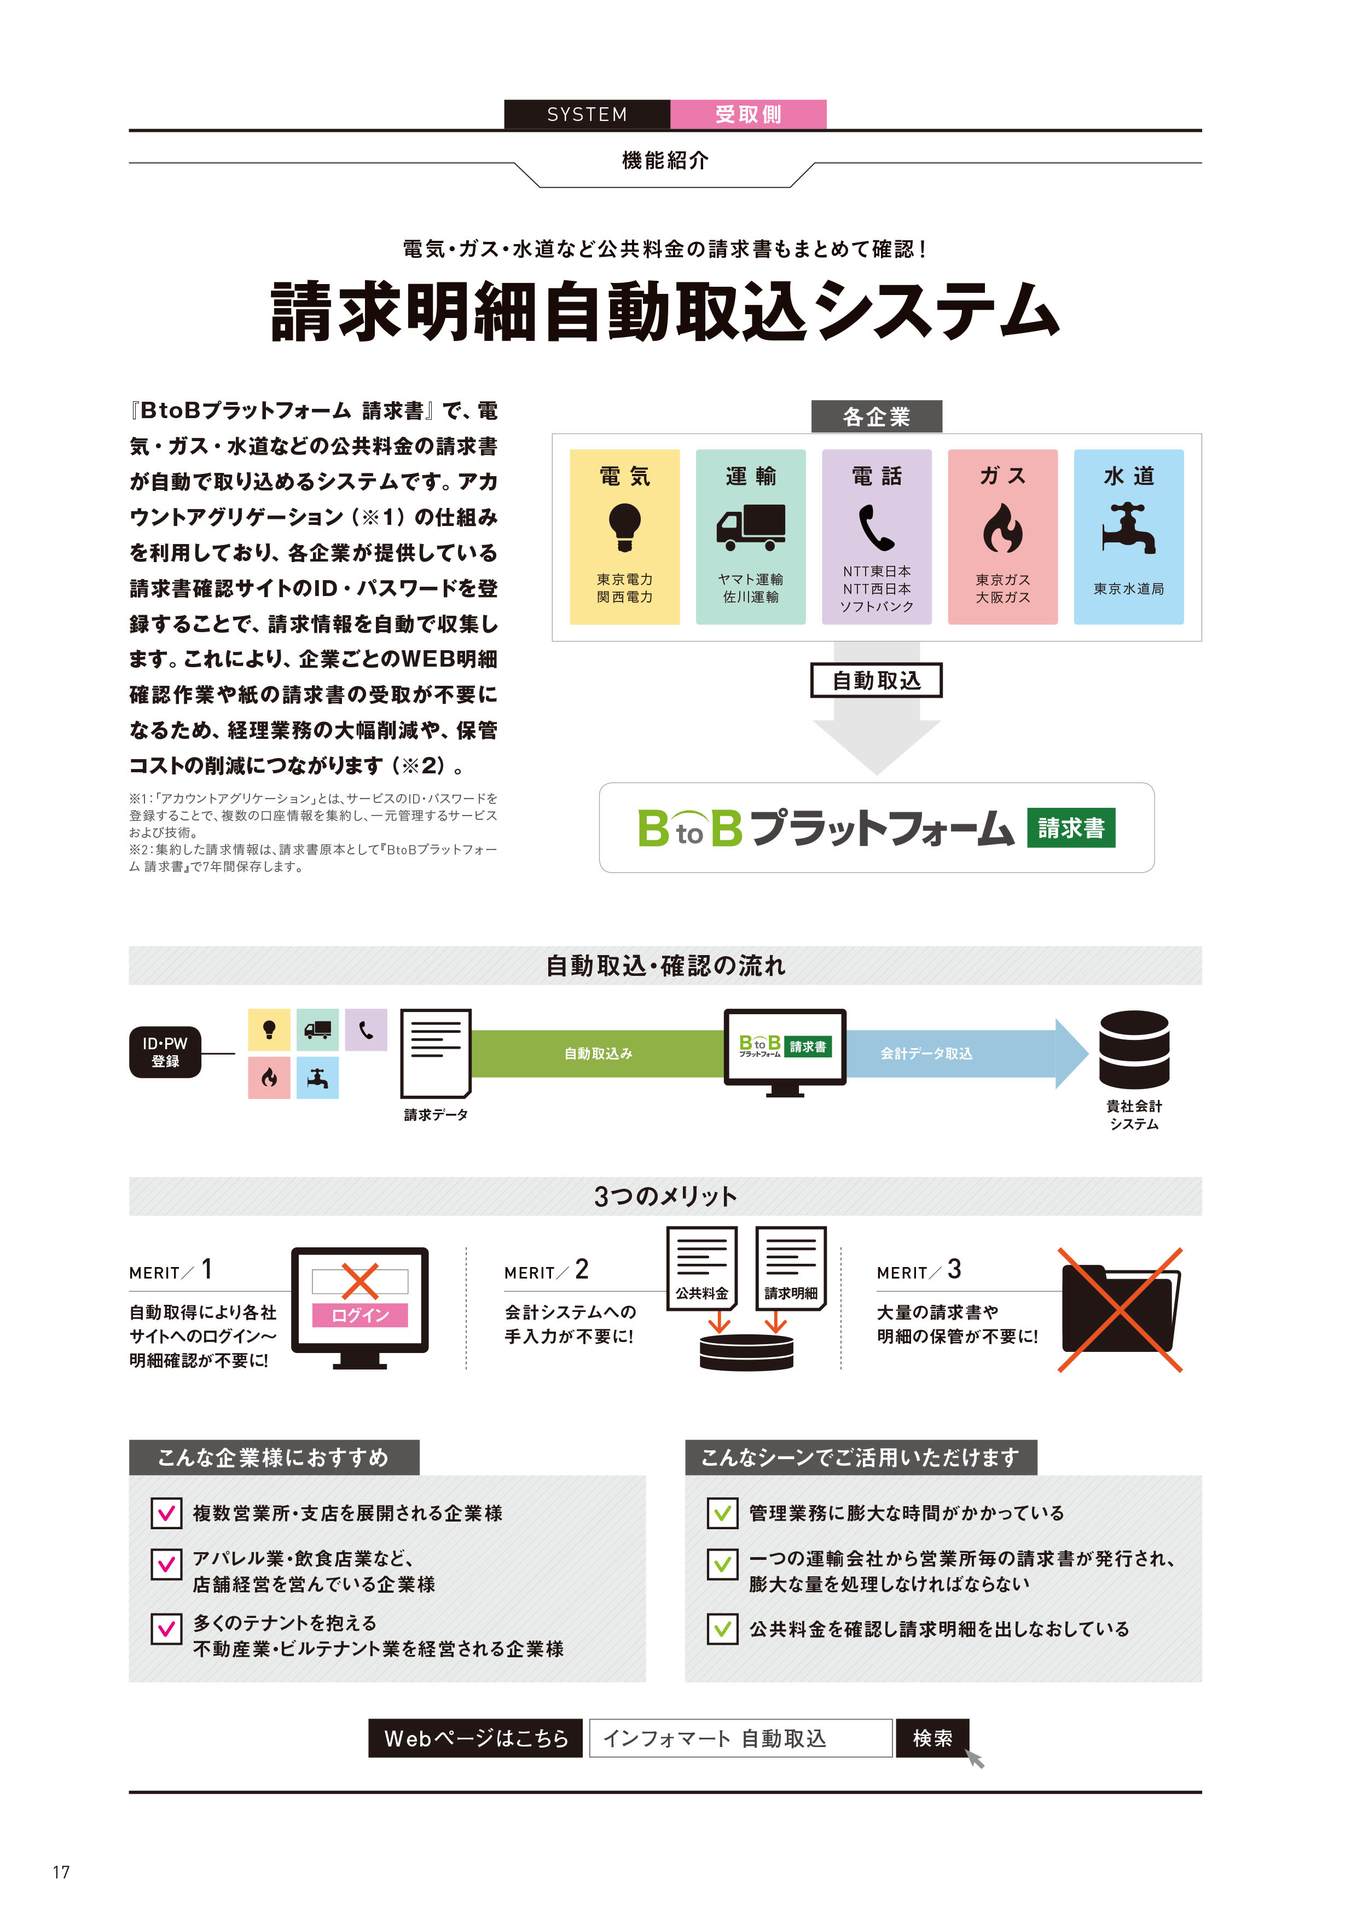 SYSTEM 受取側
機能紹介
電気・ガス・水道など公共料金の請求書もまとめて確認！
請求明細自動取込システム
『BtoBプラットフォーム 請求書』で、電
気・ガス・水道などの公共料金の請求書
が自動で取り込めるシステムです。アカ
ウントアグリゲーション（※1）の仕組み
を利用しており、各企業が提供している
請求書確認サイトのID・パスワードを登
録することで、請求情報を自動で収集し
ます。これにより、企業ごとのWEB明細
確認作業や紙の請求書の受取が不要に
なるため、経理業務の大幅削減や、保管
コストの削減につながります（※2）。
※1：「アカウントアグリケーション」とは、サービスのID・パスワードを
登録することで、複数の口座情報を集約し、一元管理するサービス
および技術。
※2：集約した請求情報は、請求書原本として『BtoBプラットフォー
ム 請求書』で7年間保存します。
各企業
電気
東京電力
関西電力
運輸
ヤマト運輸
佐川運輸
電話
NTT東日本
NTT西日本
ソフトバンク
ガス
東京ガス
大阪ガス
水道
東京水道局
自動取込
BtoBプラットフォーム 請求書
自動取込・確認の流れ
ID・PW
登録
請求データ
自動取込み
BtoB
プラットフォーム
請求書
会計データ取込
貴社会計
システム
3つのメリット
MERIT／1
自動取得により各社
サイトへのログイン〜
明細確認が不要に!
ログイン
MERIT／2
会計システムへの
手入力が不要に!
公共料金
請求明細
MERIT／3
大量の請求書や
明細の保管が不要に!
こんな企業様におすすめ
複数営業所・支店を展開される企業様
アパレル業・飲食店業など、
店舗経営を営んでいる企業様
多くのテナントを抱える
不動産業・ビルテナント業を経営される企業様
こんなシーンでご活用いただけます
管理業務に膨大な時間がかかっている
一つの運輸会社から営業所毎の請求書が発行され、
膨大な量を処理しなければならない
公共料金を確認し請求明細を出しなおしている
Webページはこちら インフォマート 自動取込 検索
17